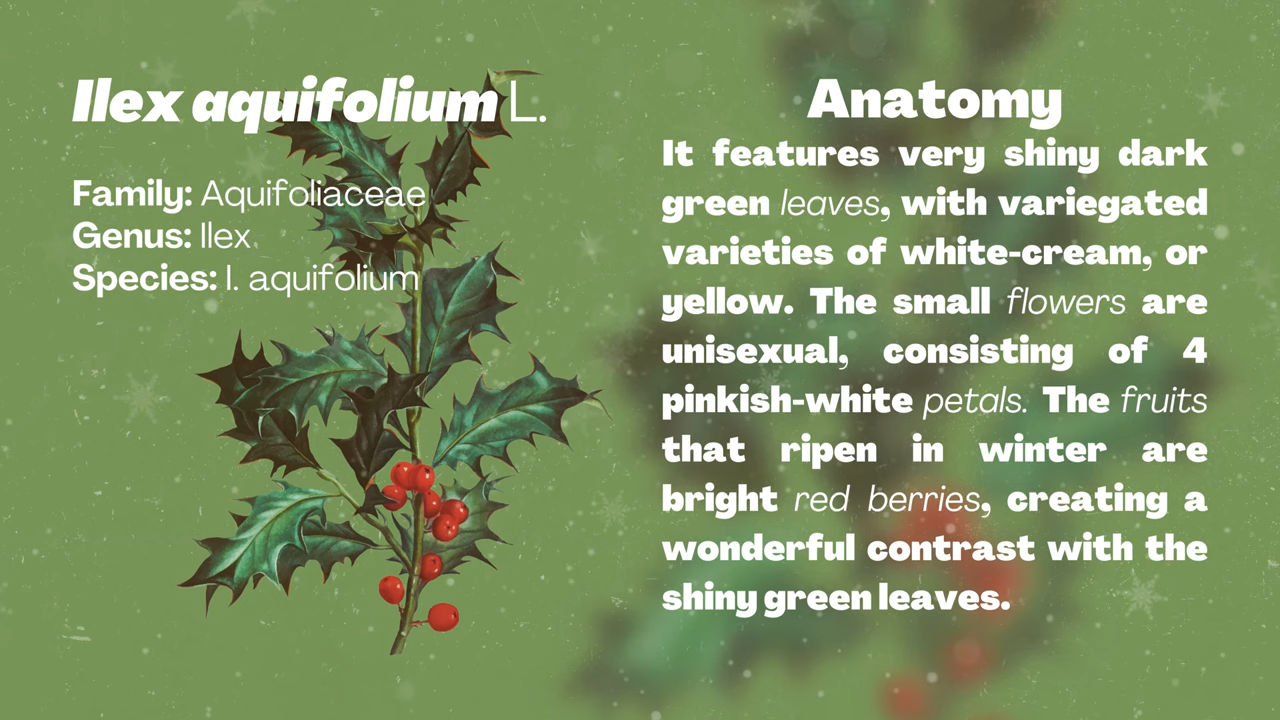 Ilex aquifolium L.
Family: Aquifoliaceae
Genus: Ilex
Species: I. aquifolium
Anatomy
It features very shiny dark
green leaves, with variegated
varieties of white-cream, or
yellow. The small flowers are
unisexual, consisting of 4
pinkish-white petals. The fruits
that ripen in winter are
bright red berries, creating a
wonderful contrast with the
shiny green leaves.